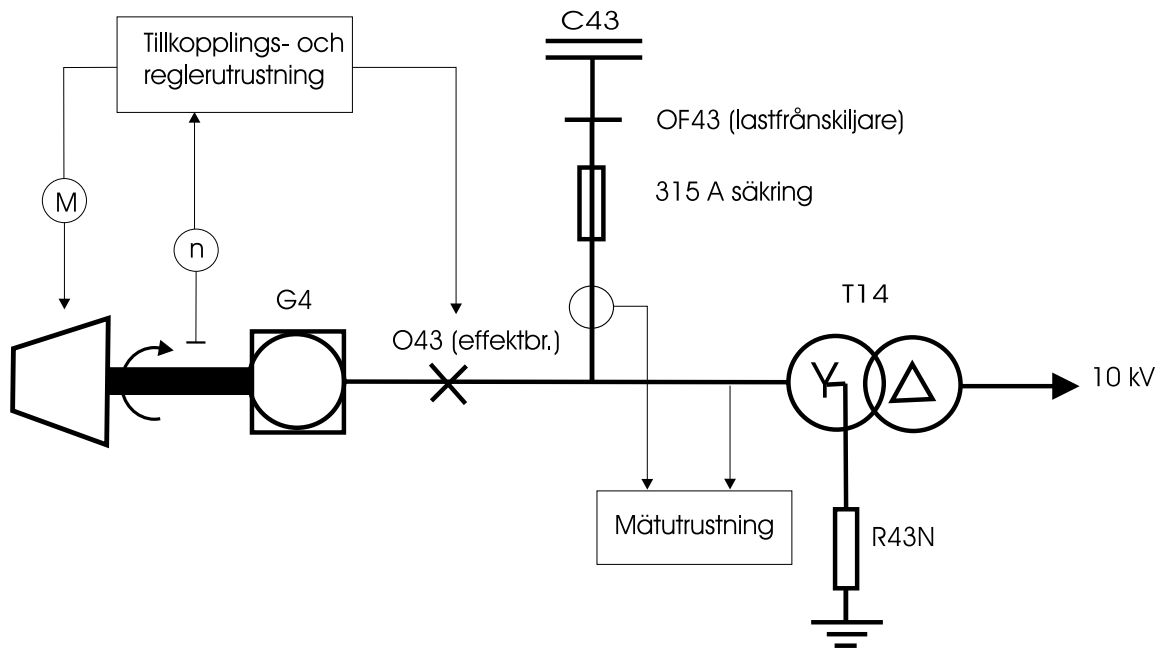 C43
Tillkopplings- och
reglerutrustning
OF43 (lastfrånskiljare)
315 A säkring
M
n
G4
T14
O43 (effektbr.)
Y
Δ
10 kV
Mätutrustning
R43N